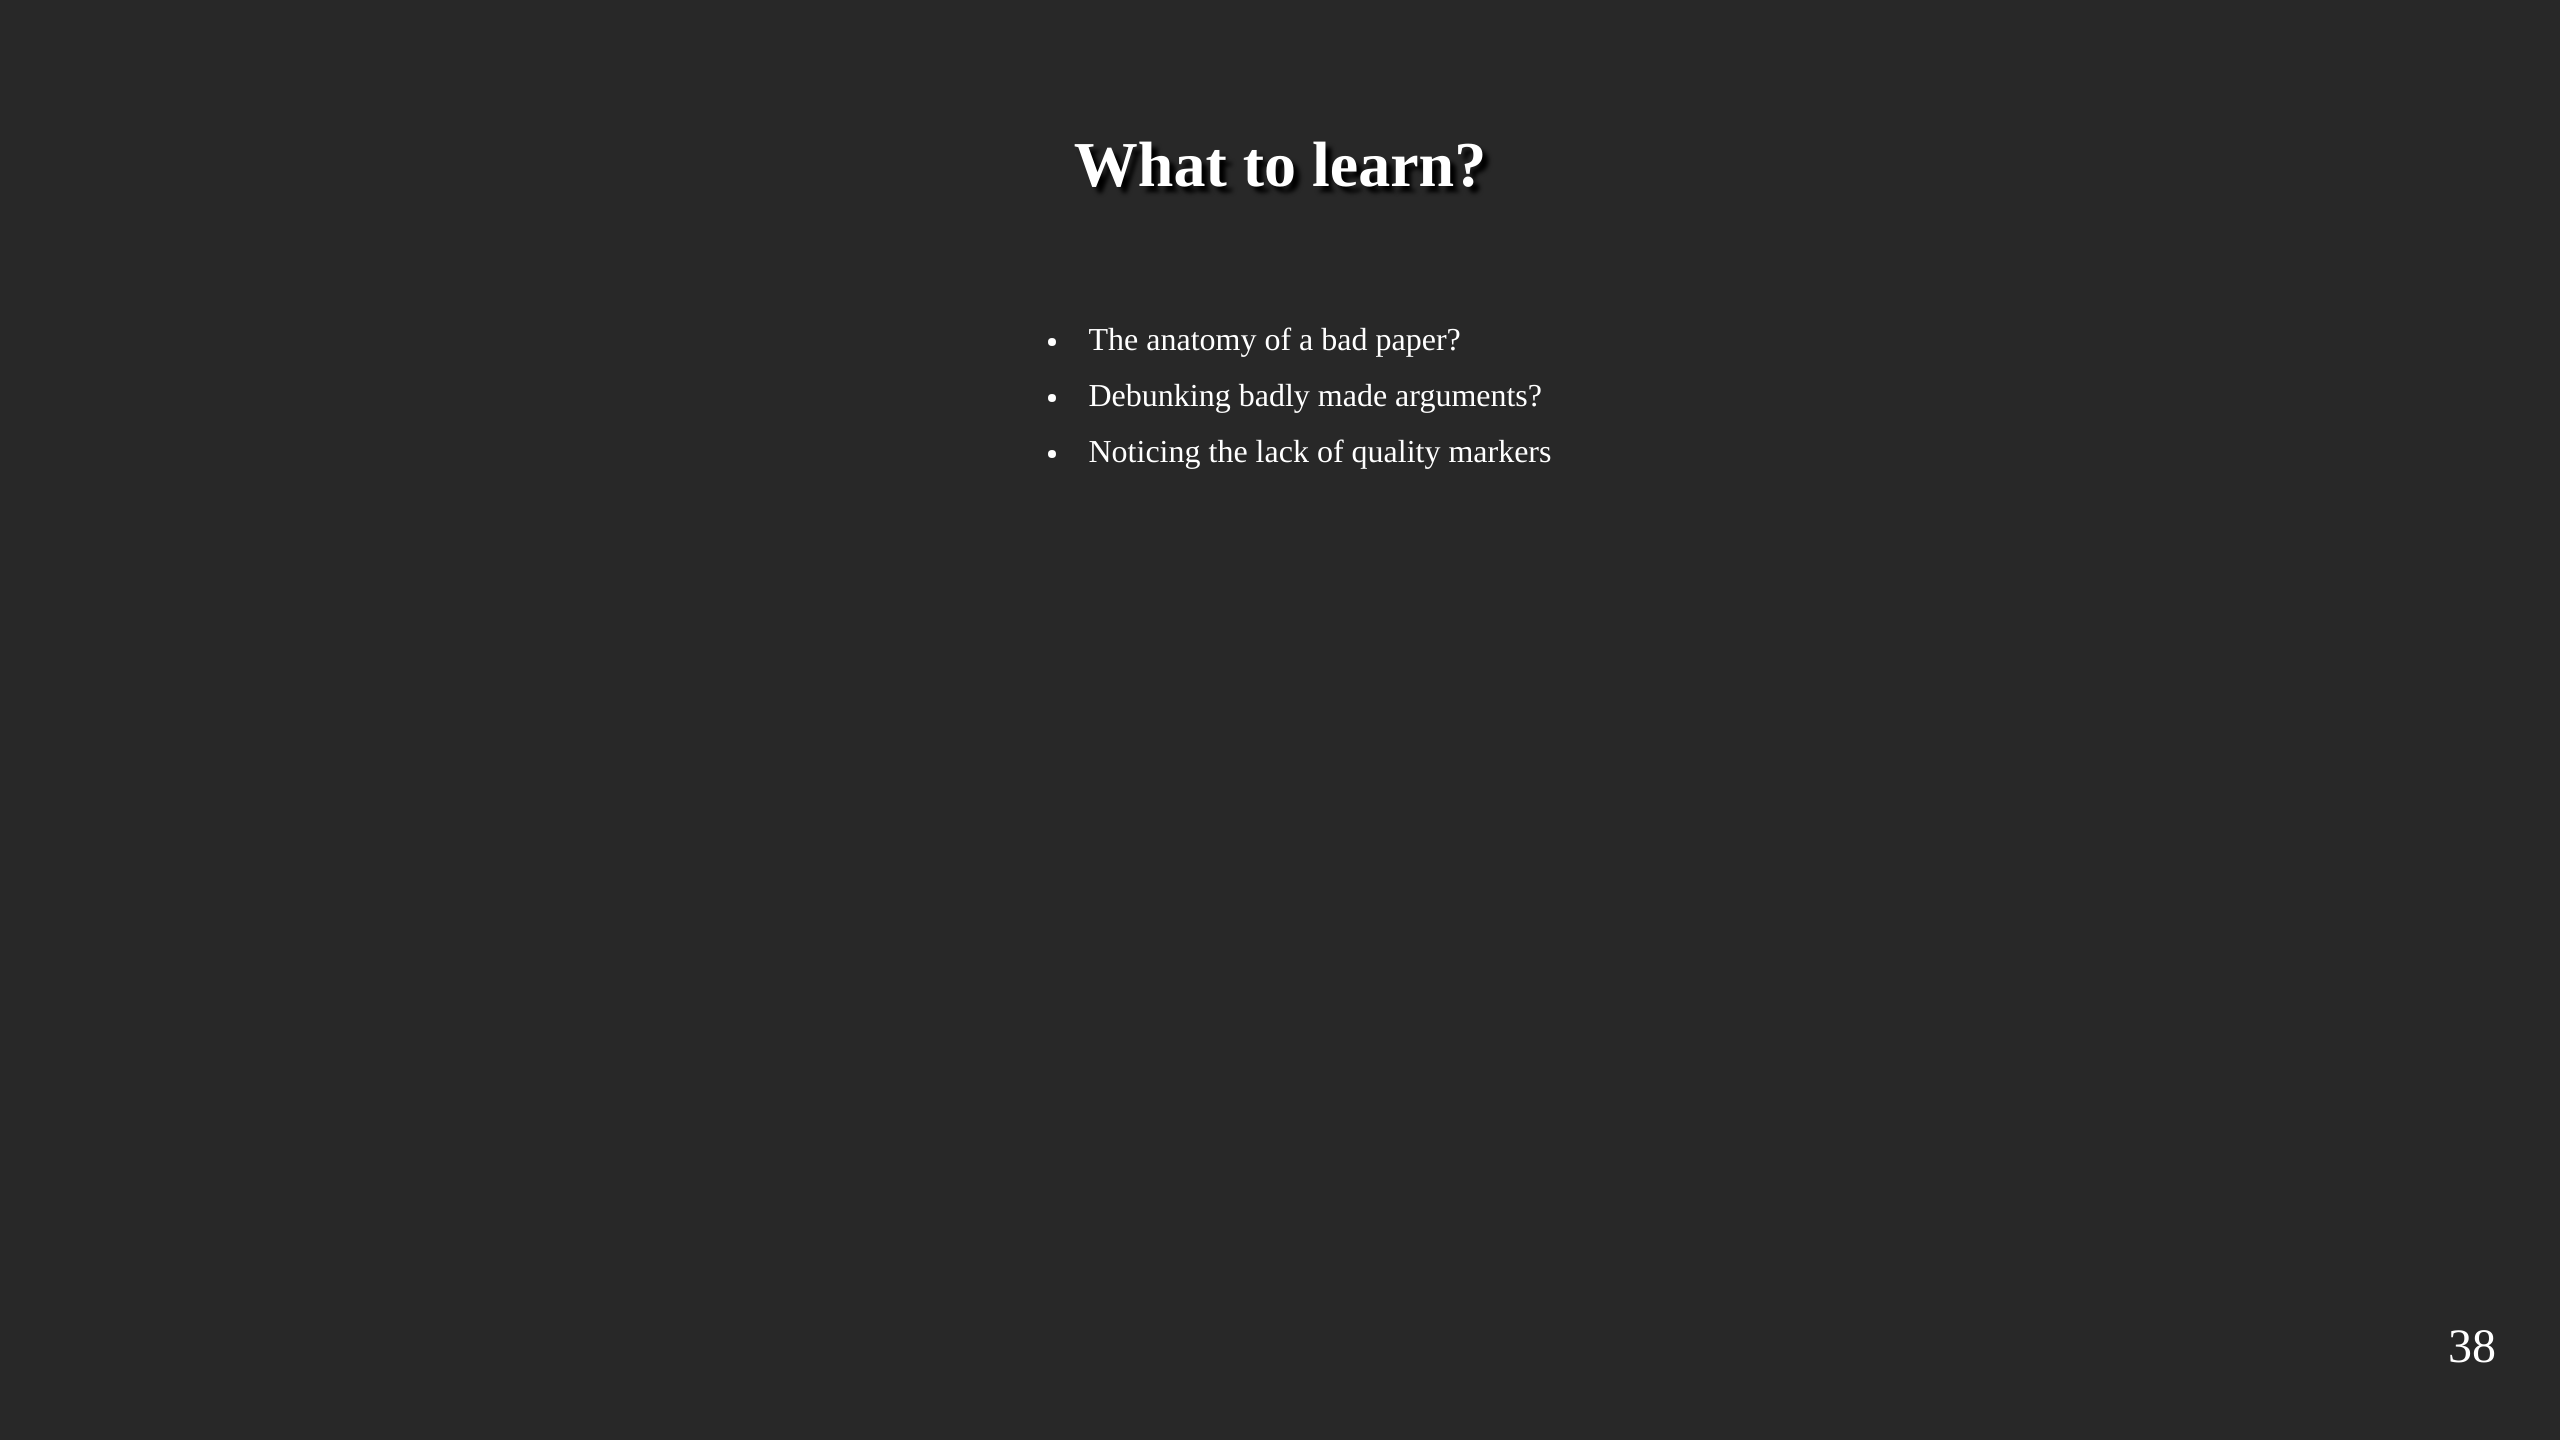 What to learn?
• The anatomy of a bad paper?
• Debunking badly made arguments?
• Noticing the lack of quality markers
38